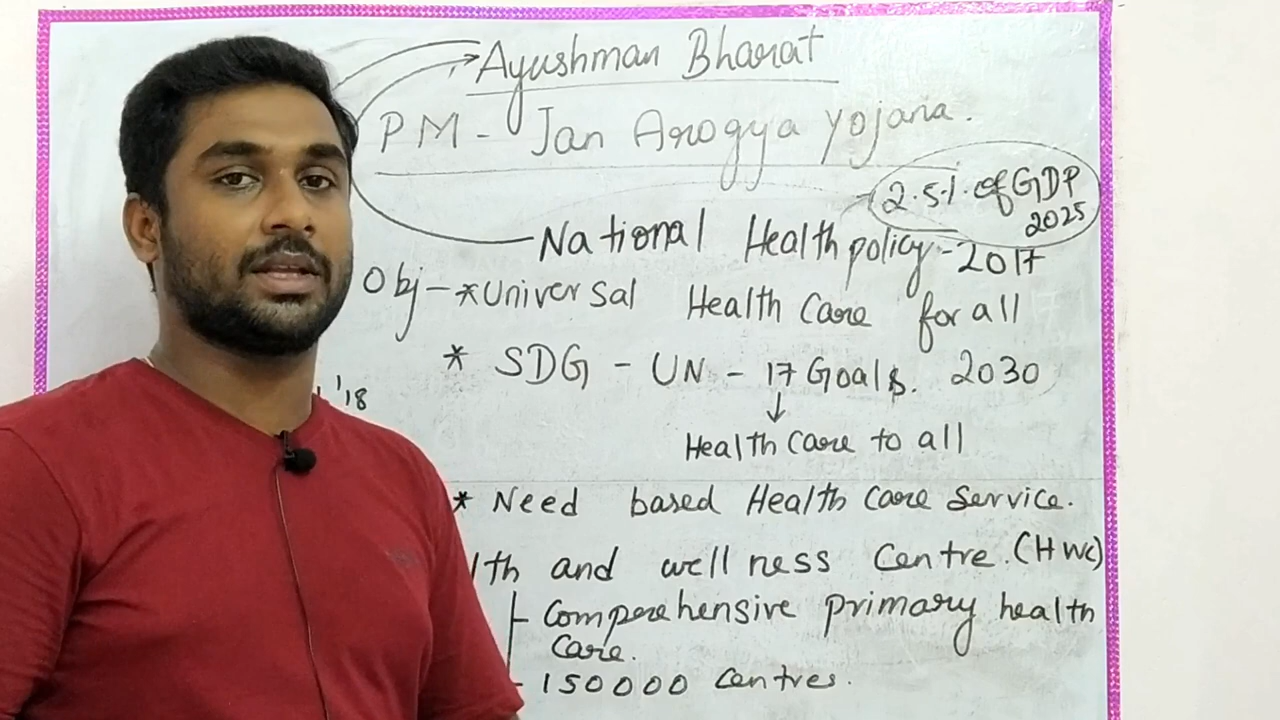 Ayushman Bharat
PM - Jan Arogya Yojana.
2.5%. of GDP
2025
National Health policy - 2017
Obj - * Universal Health Care for all
* SDG - UN - 17 Goals. 2030
Health Care to all
'18
* Need based Health Care Service.
lth and wellness Centre. (HWC)
Comprehensive primary health
Care.
- 150000 Centres.